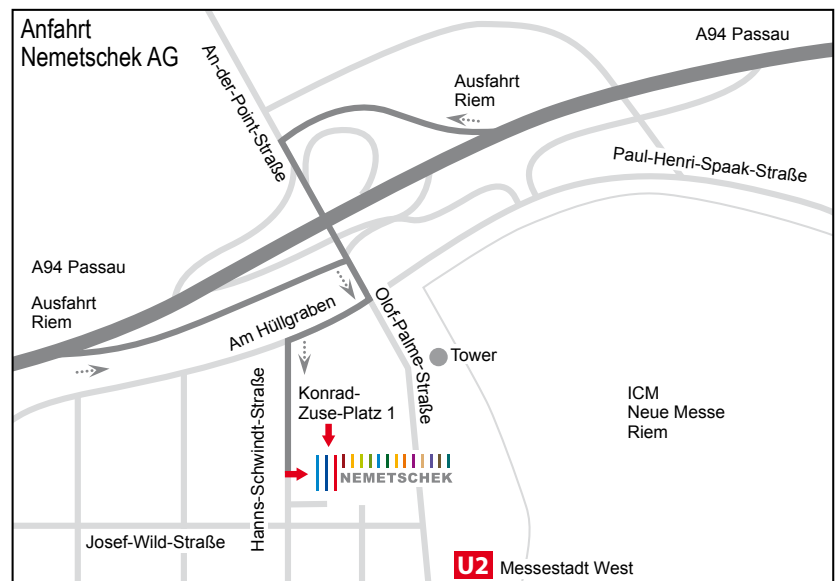 Anfahrt
Nemetschek AG
A94 Passau
An-der-Point-Straße
Ausfahrt
Riem
Paul-Henri-Spaak-Straße
A94 Passau
Ausfahrt
Riem
Am Hüllgraben
Olof-Palme-Straße
Tower
Hanns-Schwindt-Straße
Konrad-
Zuse-Platz 1
ICM
Neue Messe
Riem
NEMETSCHEK
Josef-Wild-Straße
U2 Messestadt West